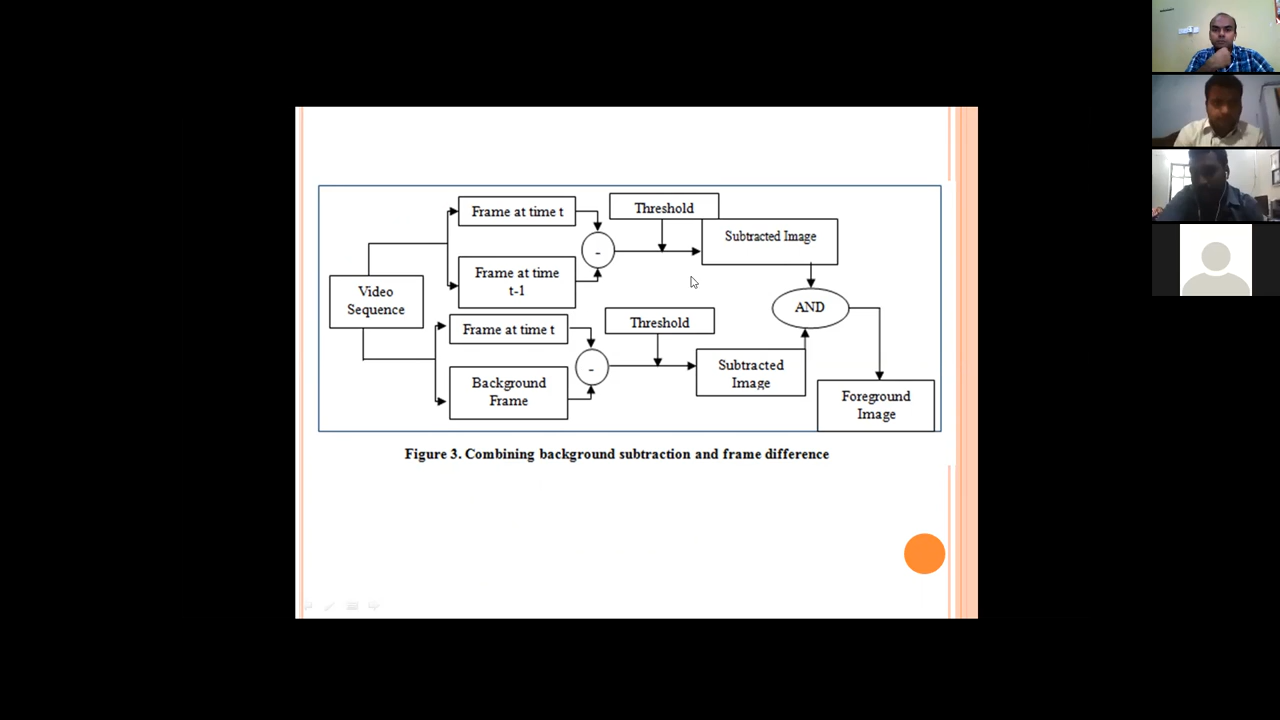 Frame at time t
Threshold
Subtracted Image
-
Frame at time
t-1
Video
Sequence
AND
Frame at time t
Threshold
-
Subtracted
Image
Background
Frame
Foreground
Image
Figure 3. Combining background subtraction and frame difference